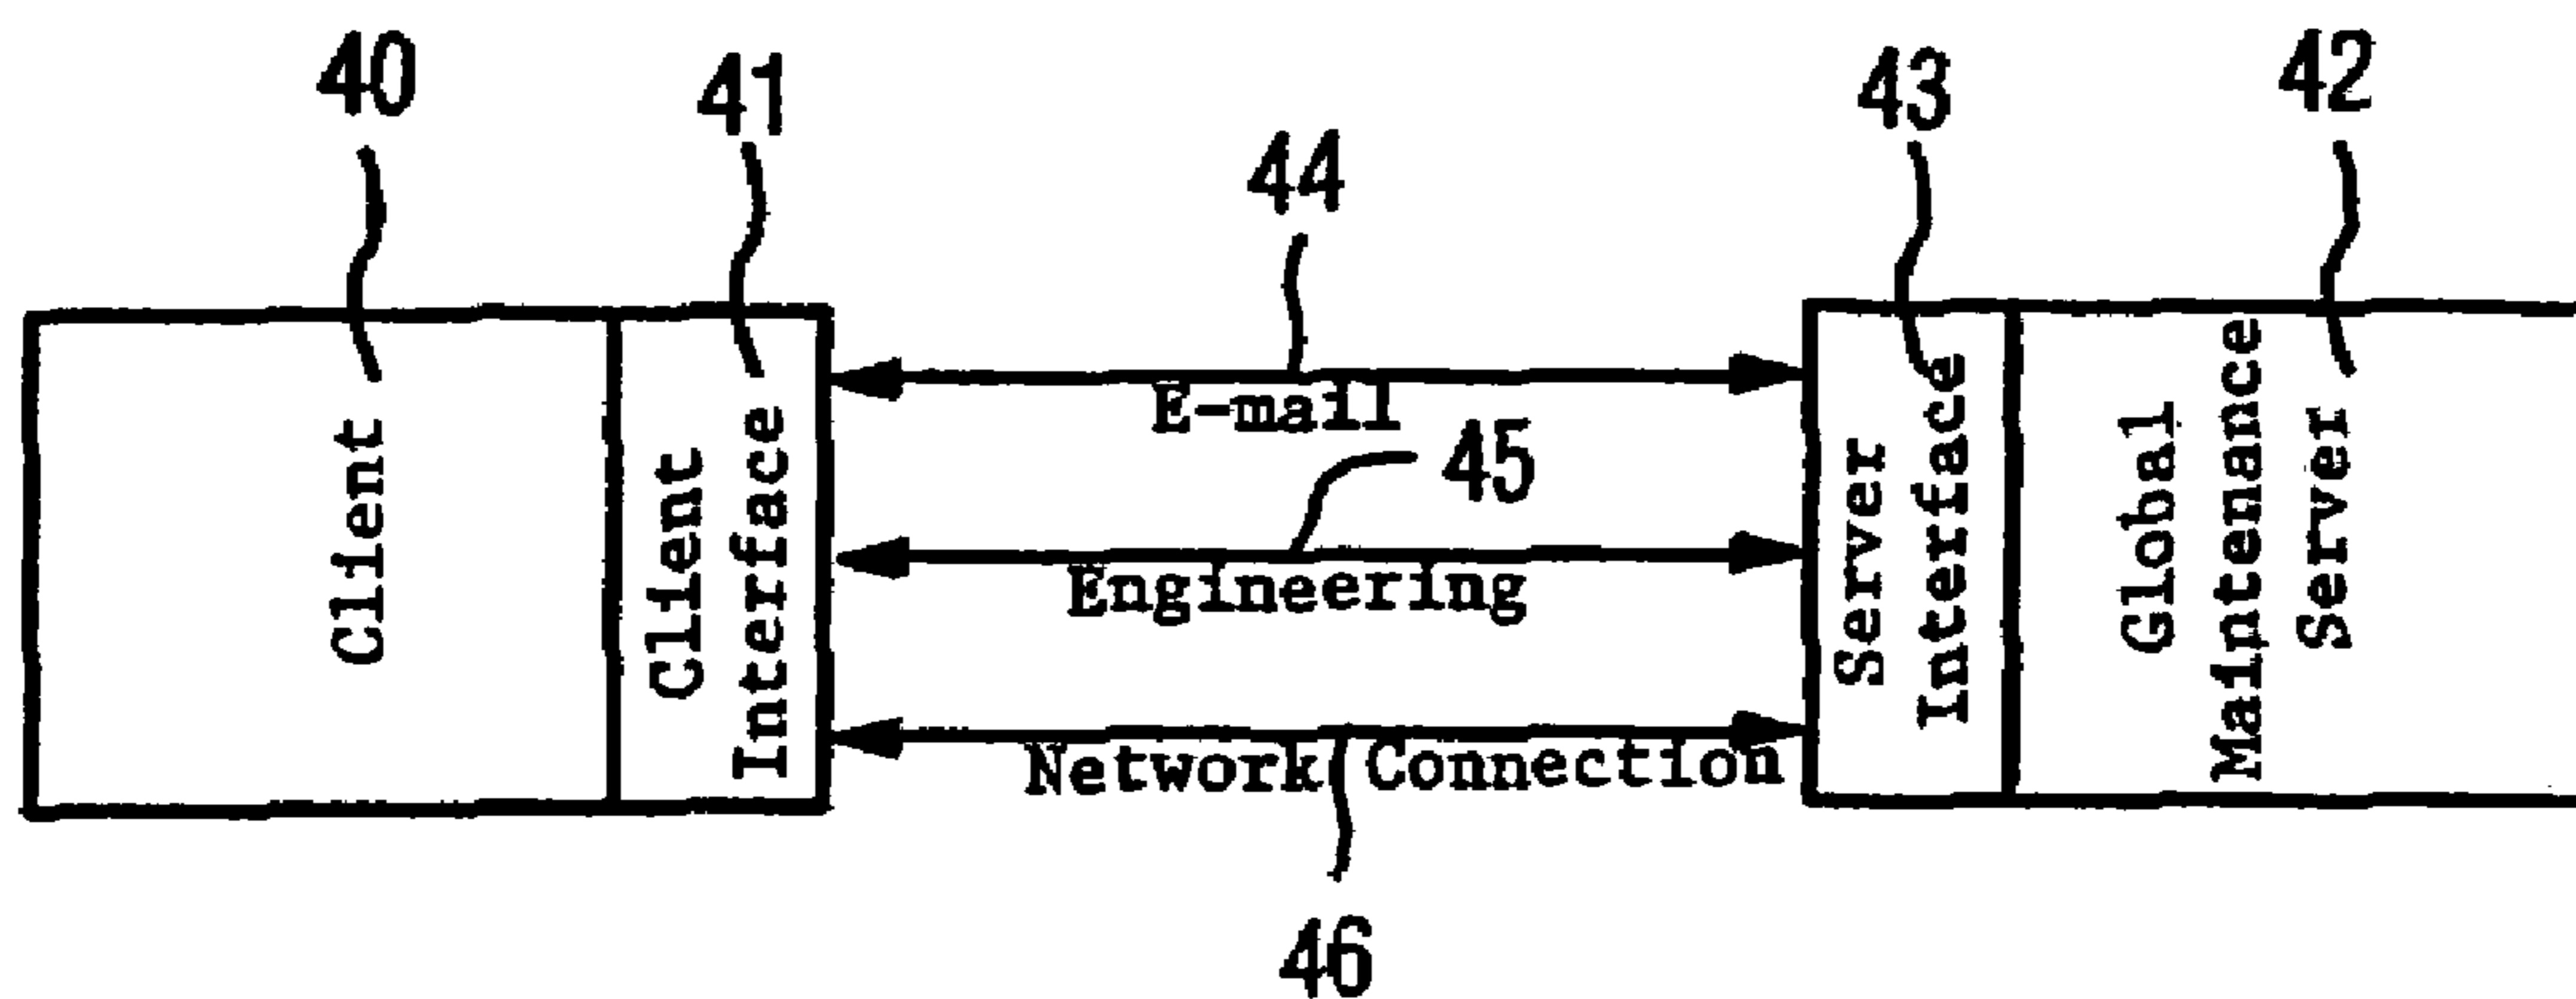 40
41
44
43
42
Client
Client
Interface
E-mail
45
Engineering
Network Connection
46
Server
Interface
Global
Maintenance
Server